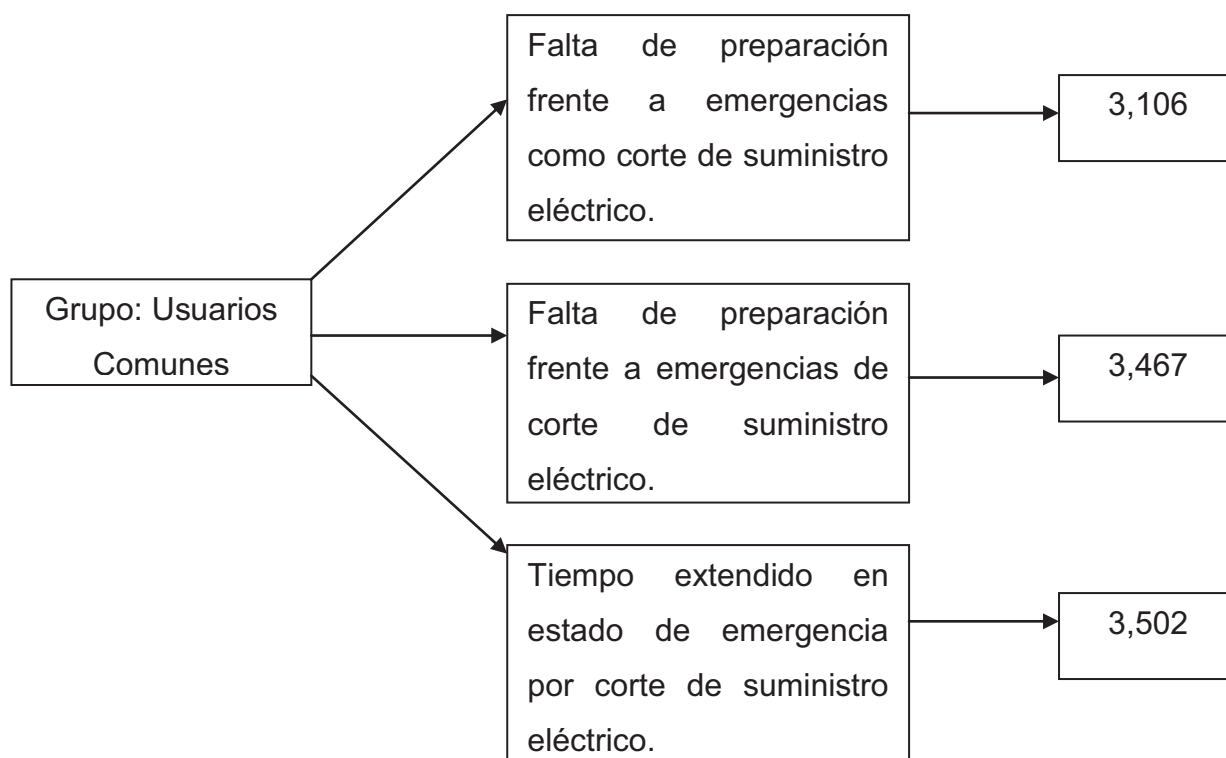 Falta de preparación
frente a emergencias
como corte de suministro
eléctrico.
3,106
Grupo: Usuarios
Comunes
Falta de preparación
frente a emergencias de
corte de suministro
eléctrico.
3,467
Tiempo extendido en
estado de emergencia
por corte de suministro
eléctrico.
3,502